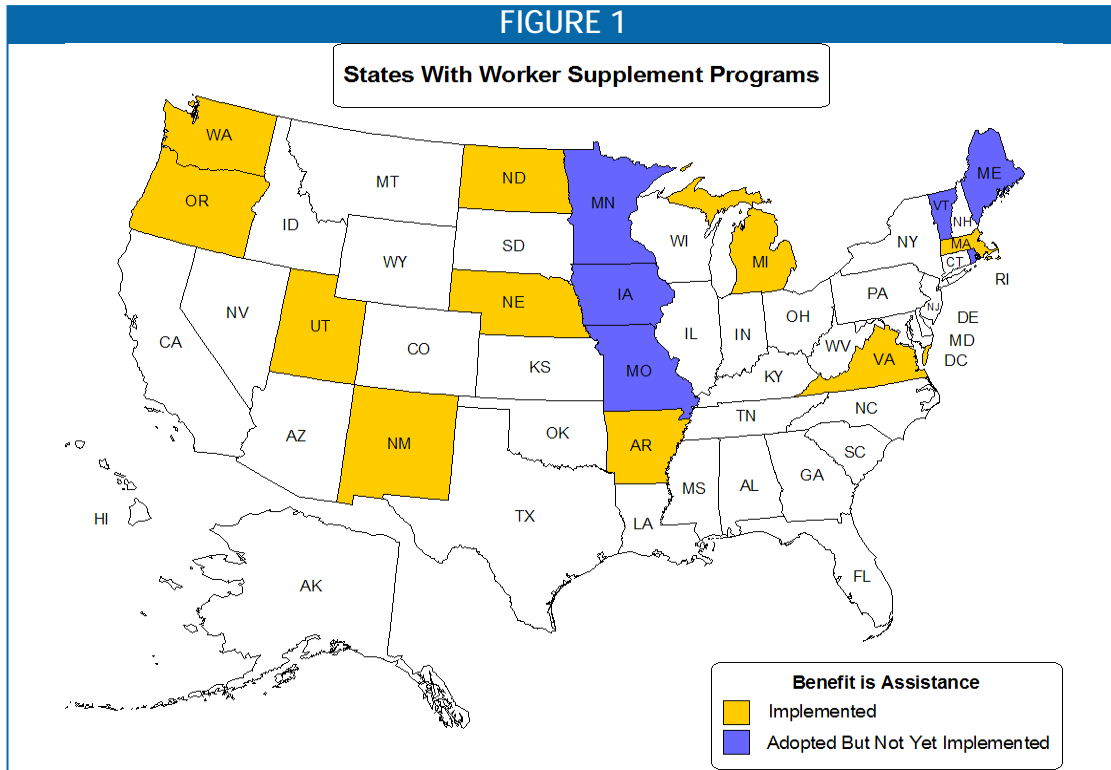 FIGURE 1
States With Worker Supplement Programs
WA
OR
ID
MT
ND
MN
SD
WY
NV
CA
UT
CO
NE
IA
KS
MO
AZ
NM
OK
AR
TX
LA
WI
MI
IL
IN
OH
KY
TN
MS
AL
GA
FL
SC
NC
VA
WV
PA
NY
VT
NH
ME
MA
CT
RI
NJ
DE
MD
DC
HI
AK
Benefit is Assistance
Implemented
Adopted But Not Yet Implemented